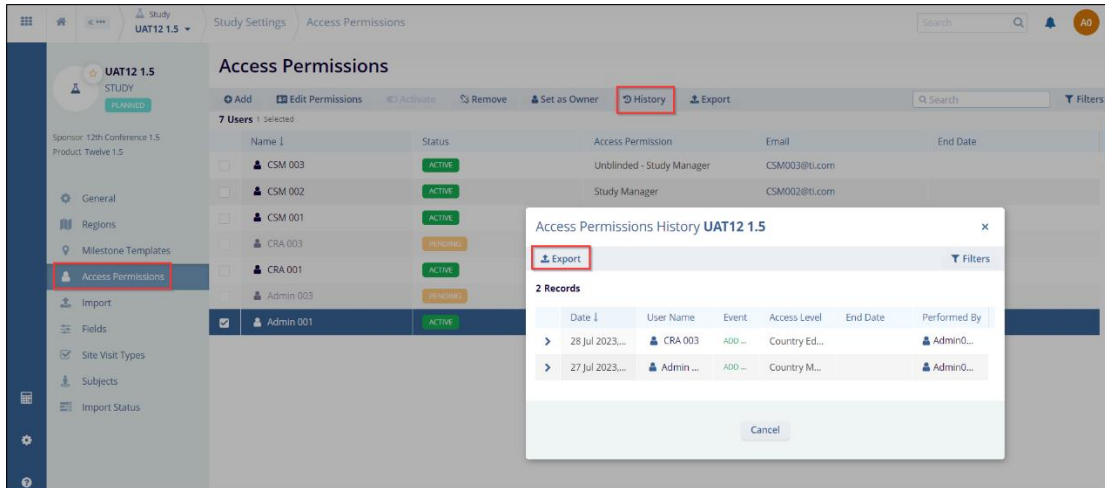 Study
UAT12 1.5
Study Settings
Access Permissions
Search
AO
UAT12 1.5
STUDY
PLANNED
Sponsor 12th Conference 1.5
Product Twelve 1.5
General
Regions
Milestone Templates
Access Permissions
Import
Fields
Site Visit Types
Subjects
Import Status
Access Permissions
Add Edit Permissions Activate Remove Set as Owner History Export Search Filters
7 Users 1 Selected
Name Status Access Permission Email End Date
CSM 003 ACTIVE Unblinded - Study Manager CSM003@ti.com
CSM 002 ACTIVE Study Manager CSM002@ti.com
CSM 001 ACTIVE
CRA 003 PENDING
CRA 001 ACTIVE
Admin 003 PENDING
Admin 001 ACTIVE
Access Permissions History UAT12 1.5
Export Filters
2 Records
Date User Name Event Access Level End Date Performed By
28 Jul 2023,... CRA 003 ADD ... Country Ed... Admin0...
27 Jul 2023,... Admin ... ADD ... Country M... Admin0...
Cancel